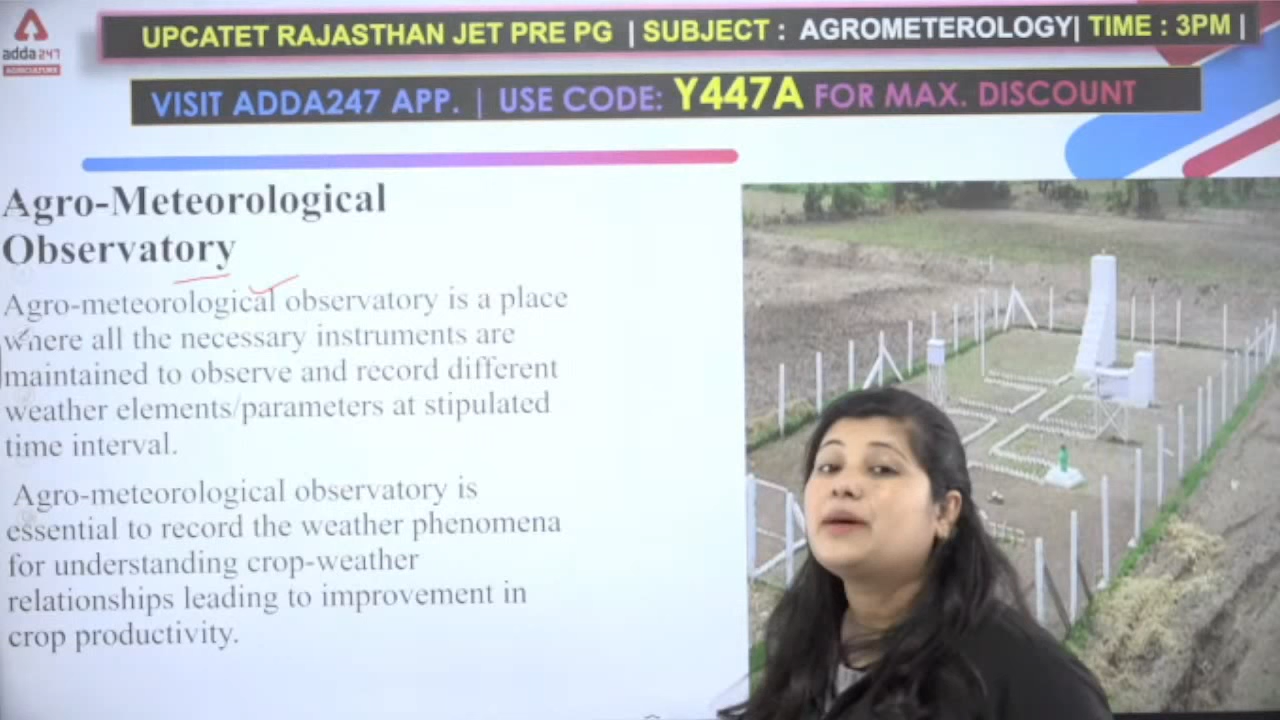 adda247
AGRICULTURE
UPCATET RAJASTHAN JET PRE PG | SUBJECT : AGROMETEROLOGY| TIME : 3PM |
VISIT ADDA247 APP. | USE CODE: Y447A FOR MAX. DISCOUNT
Agro-Meteorological
Observatory
Agro-meteorological observatory is a place
where all the necessary instruments are
maintained to observe and record different
weather elements/parameters at stipulated
time interval.
Agro-meteorological observatory is
essential to record the weather phenomena
for understanding crop-weather
relationships leading to improvement in
crop productivity.